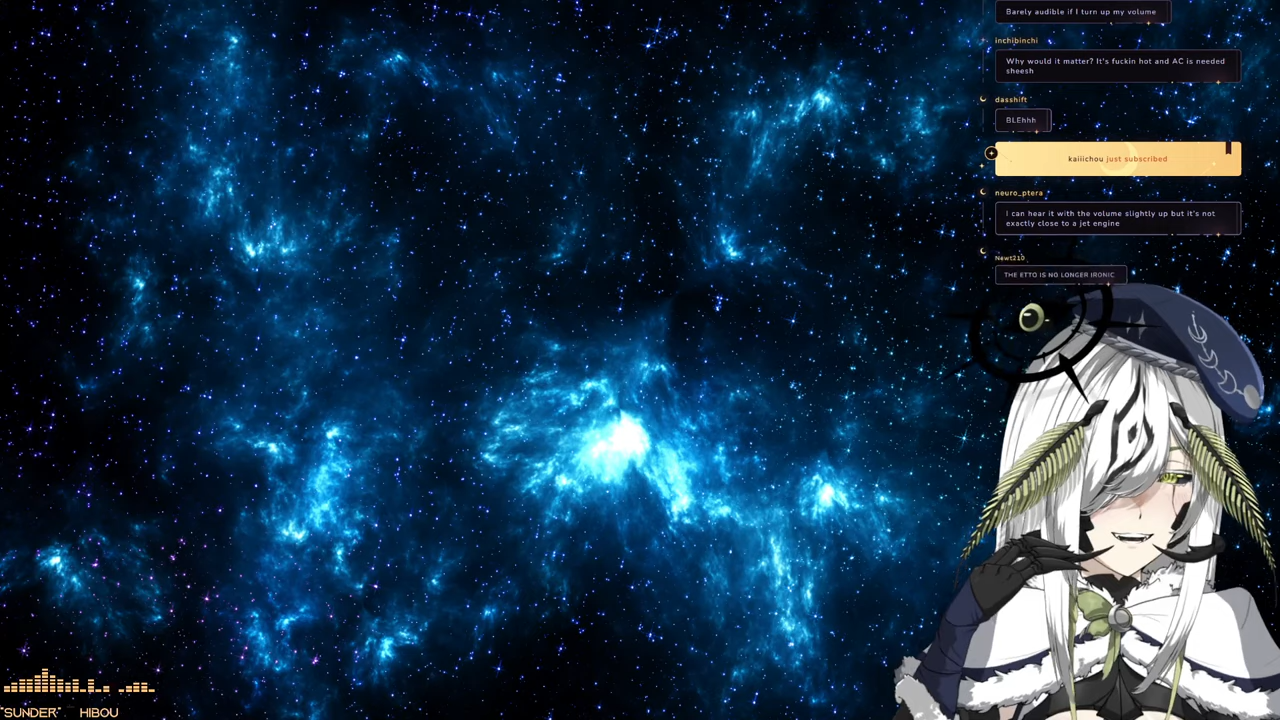 Barely audible if I turn up my volume
inchibinchi
Why would it matter? It's fuckin hot and AC is needed
sheesh
dasshift
BLEhhh
kaiiichou just subscribed
neuro_ptera
I can hear it with the volume slightly up but it's not
exactly close to a jet engine
Newt210
THE ETTO IS NO LONGER IRONIC
"SUNDER" HIBOU